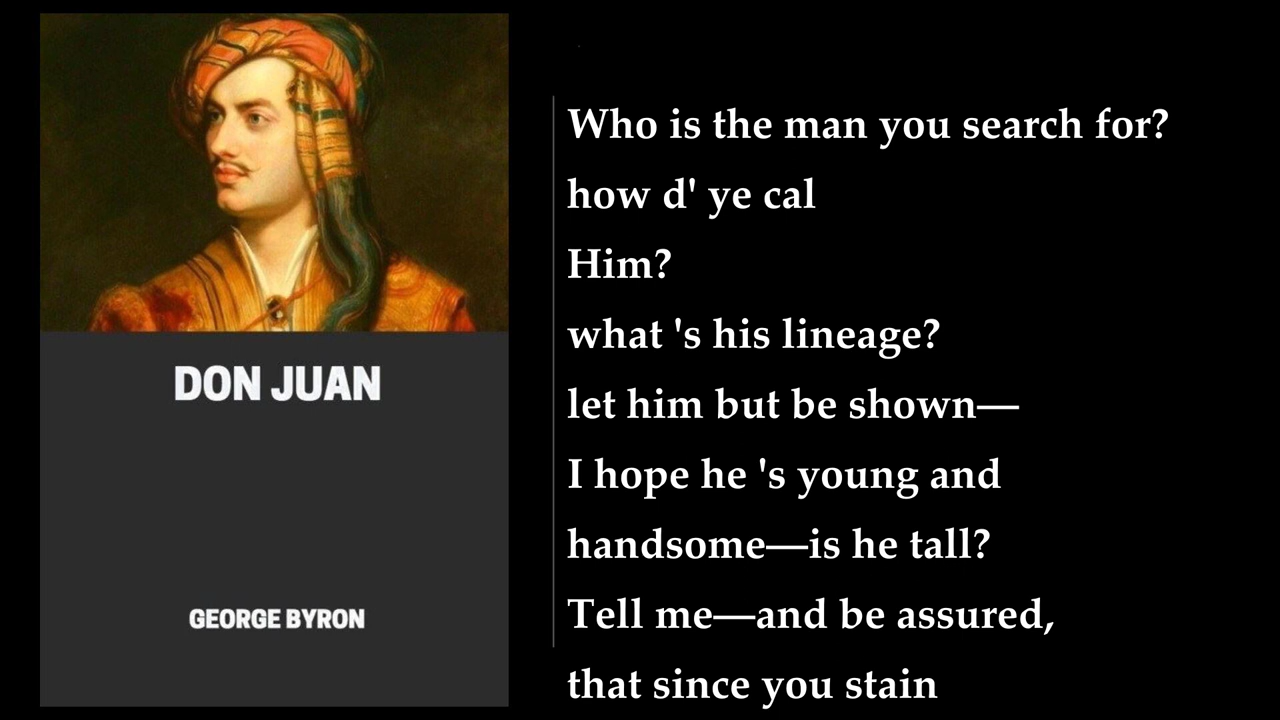 DON JUAN
GEORGE BYRON
Who is the man you search for?
how d' ye cal
Him?
what 's his lineage?
let him but be shown—
I hope he 's young and
handsome—is he tall?
Tell me—and be assured,
that since you stain